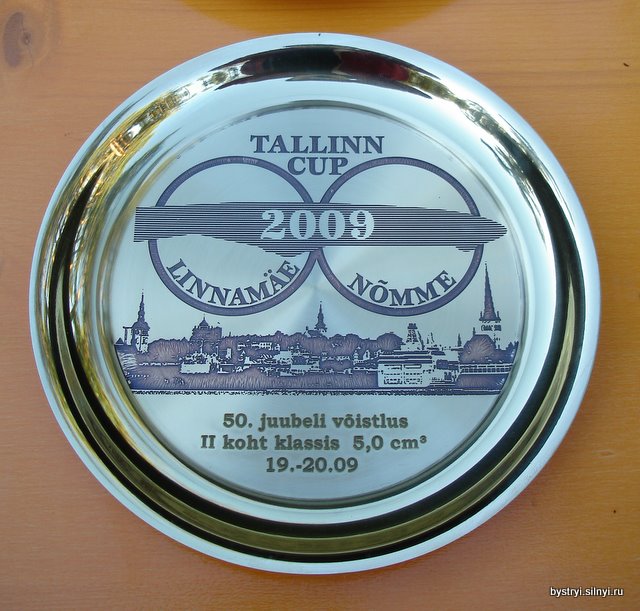 TALLINN
CUP
2009
LINNAMÄE NÕMME
50. juubeli võistlus
II koht klassis 5,0 cm³
19.-20.09
bystryi.silnyi.ru